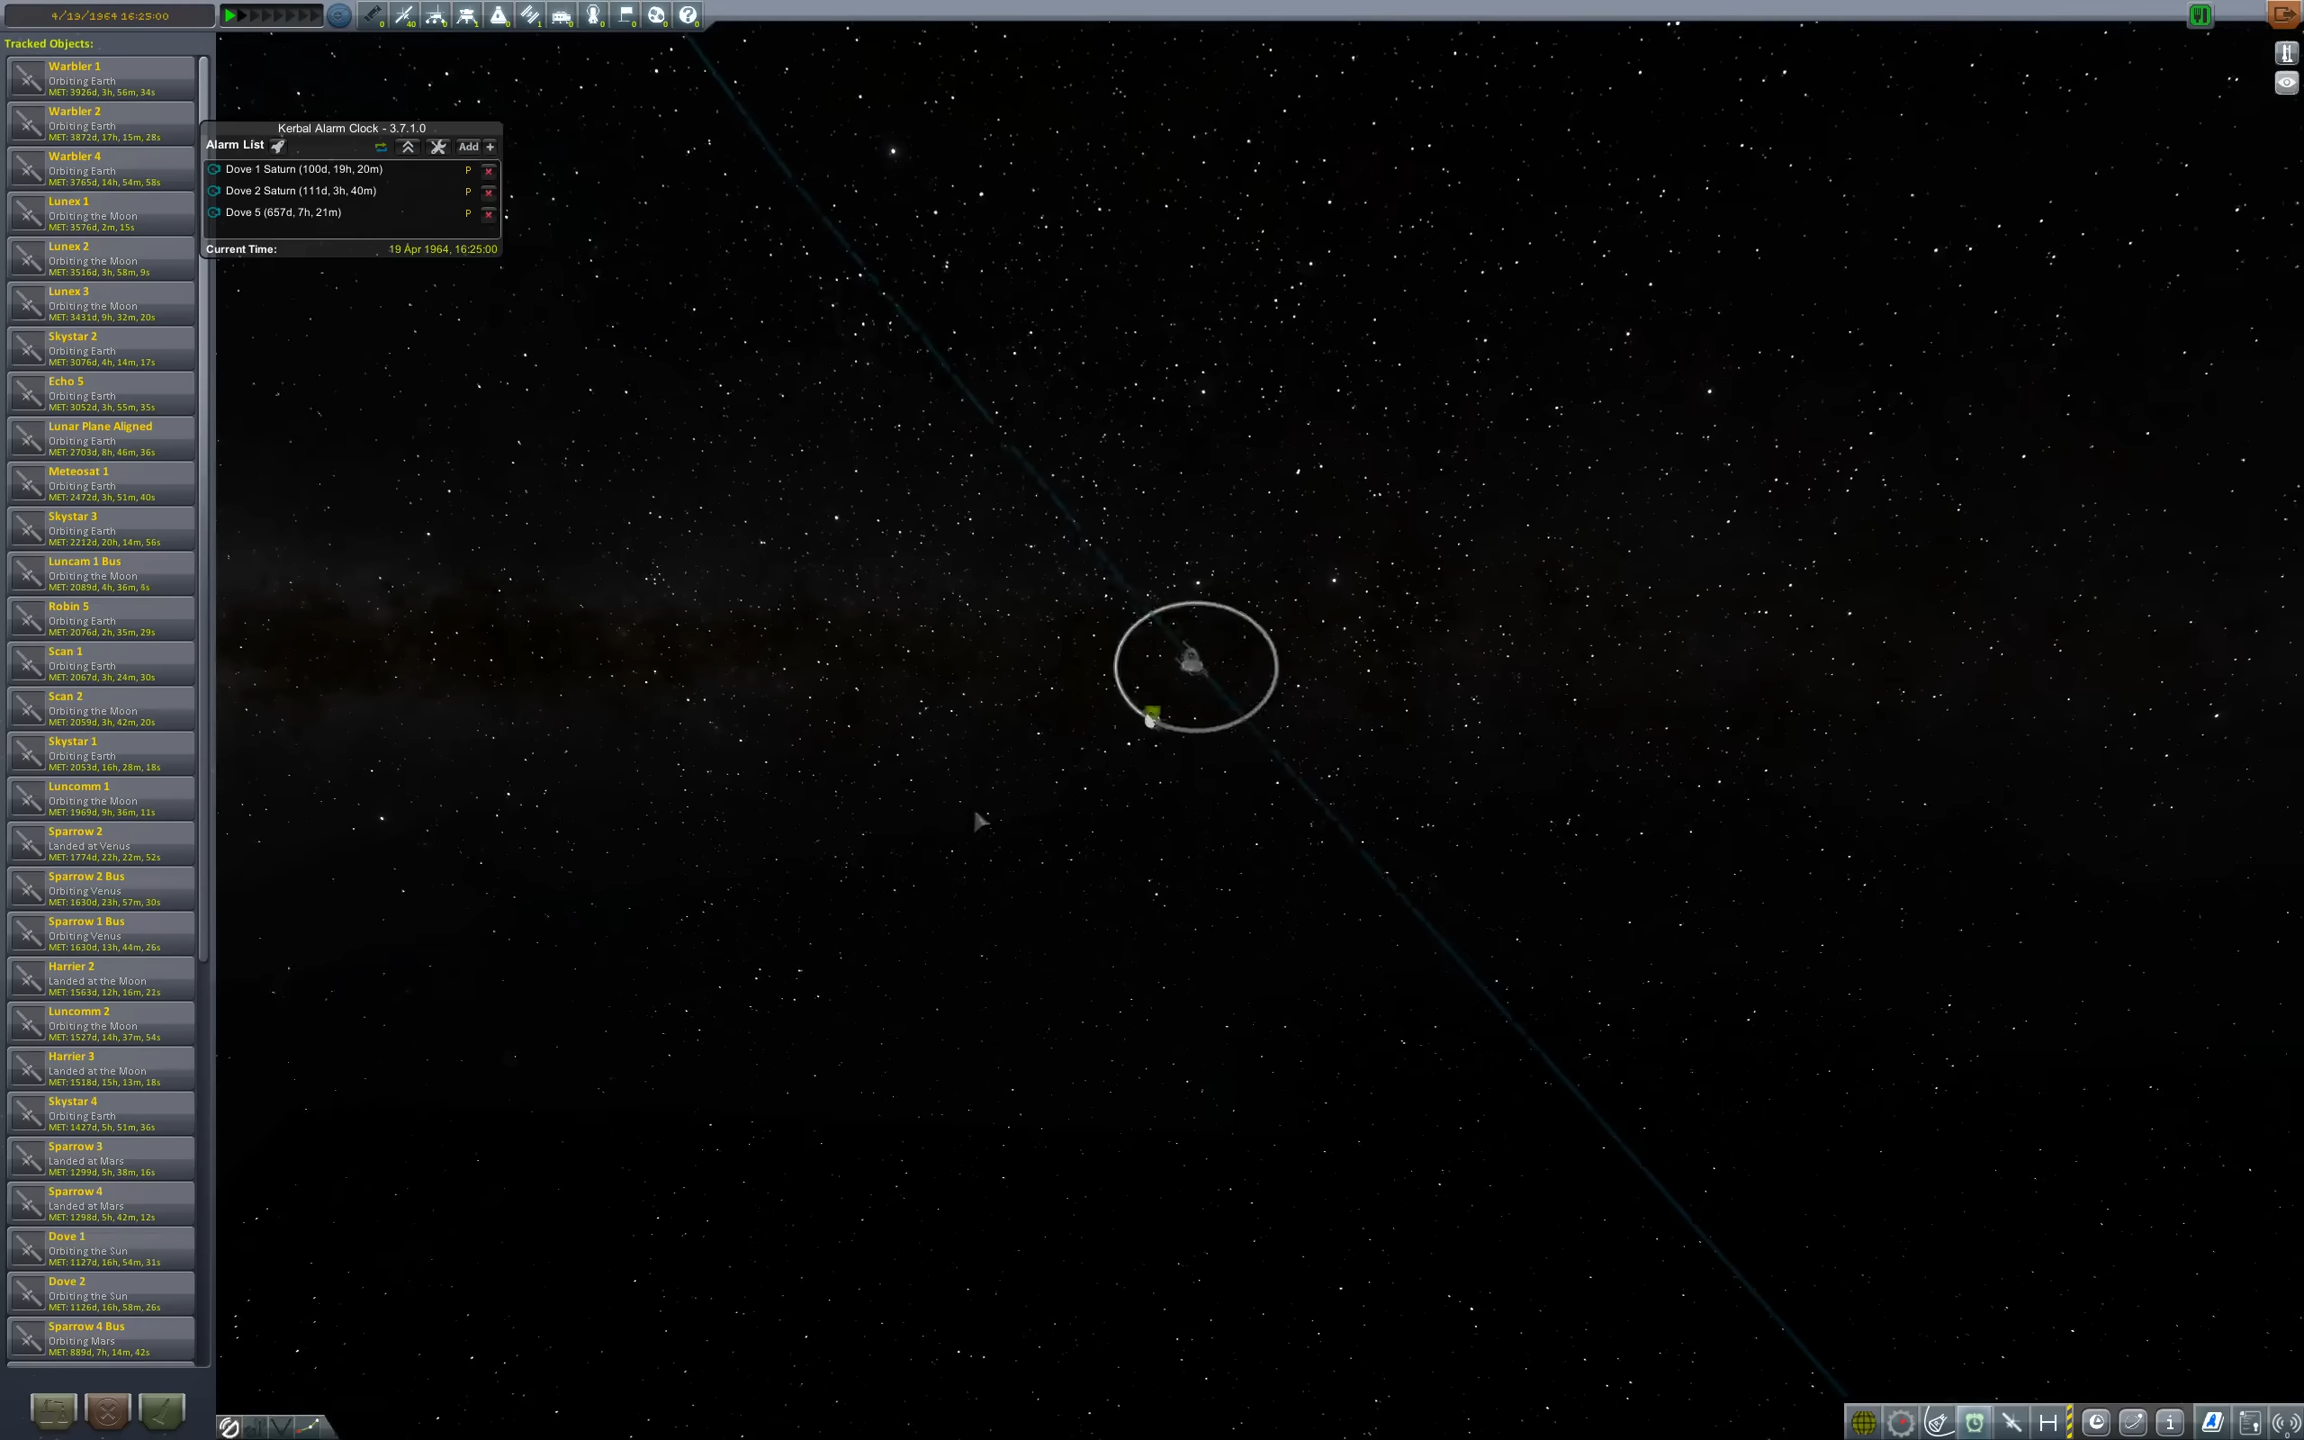 4/19/1964 16:25:00
0 40 0 1 0 1 0 0 0 0 0
Tracked Objects:
Warbler 1
Orbiting Earth
MET: 3926d, 3h, 56m, 34s
Warbler 2
Orbiting Earth
MET: 3872d, 17h, 15m, 28s
Warbler 4
Orbiting Earth
MET: 3765d, 14h, 54m, 58s
Lunex 1
Orbiting the Moon
MET: 3576d, 2m, 15s
Lunex 2
Orbiting the Moon
MET: 3516d, 3h, 58m, 9s
Lunex 3
Orbiting the Moon
MET: 3431d, 9h, 32m, 20s
Skystar 2
Orbiting Earth
MET: 3076d, 4h, 14m, 17s
Echo 5
Orbiting Earth
MET: 3052d, 3h, 55m, 35s
Lunar Plane Aligned
Orbiting Earth
MET: 2703d, 8h, 46m, 36s
Meteosat 1
Orbiting Earth
MET: 2472d, 3h, 51m, 40s
Skystar 3
Orbiting Earth
MET: 2212d, 20h, 14m, 56s
Luncam 1 Bus
Orbiting the Moon
MET: 2089d, 4h, 36m, 6s
Robin 5
Orbiting Earth
MET: 2076d, 2h, 35m, 29s
Scan 1
Orbiting Earth
MET: 2067d, 3h, 24m, 30s
Scan 2
Orbiting the Moon
MET: 2059d, 3h, 42m, 20s
Skystar 1
Orbiting Earth
MET: 2053d, 16h, 28m, 18s
Luncomm 1
Orbiting the Moon
MET: 1969d, 9h, 36m, 11s
Sparrow 2
Landed at Venus
MET: 1774d, 22h, 22m, 52s
Sparrow 2 Bus
Orbiting Venus
MET: 1630d, 23h, 57m, 30s
Sparrow 1 Bus
Orbiting Venus
MET: 1630d, 13h, 44m, 26s
Harrier 2
Landed at the Moon
MET: 1563d, 12h, 16m, 21s
Luncomm 2
Orbiting the Moon
MET: 1527d, 14h, 37m, 54s
Harrier 3
Landed at the Moon
MET: 1518d, 15h, 13m, 18s
Skystar 4
Orbiting Earth
MET: 1427d, 5h, 51m, 36s
Sparrow 3
Landed at Mars
MET: 1299d, 5h, 38m, 16s
Sparrow 4
Landed at Mars
MET: 1298d, 5h, 42m, 12s
Dove 1
Orbiting the Sun
MET: 1127d, 16h, 54m, 31s
Dove 2
Orbiting the Sun
MET: 1126d, 16h, 58m, 26s
Sparrow 4 Bus
Orbiting Mars
MET: 889d, 7h, 14m, 42s
Kerbal Alarm Clock - 3.7.1.0
Alarm List Add +
Dove 1 Saturn (100d, 19h, 20m) P
Dove 2 Saturn (111d, 3h, 40m) P
Dove 5 (657d, 7h, 21m) P
Current Time: 19 Apr 1964, 16:25:00